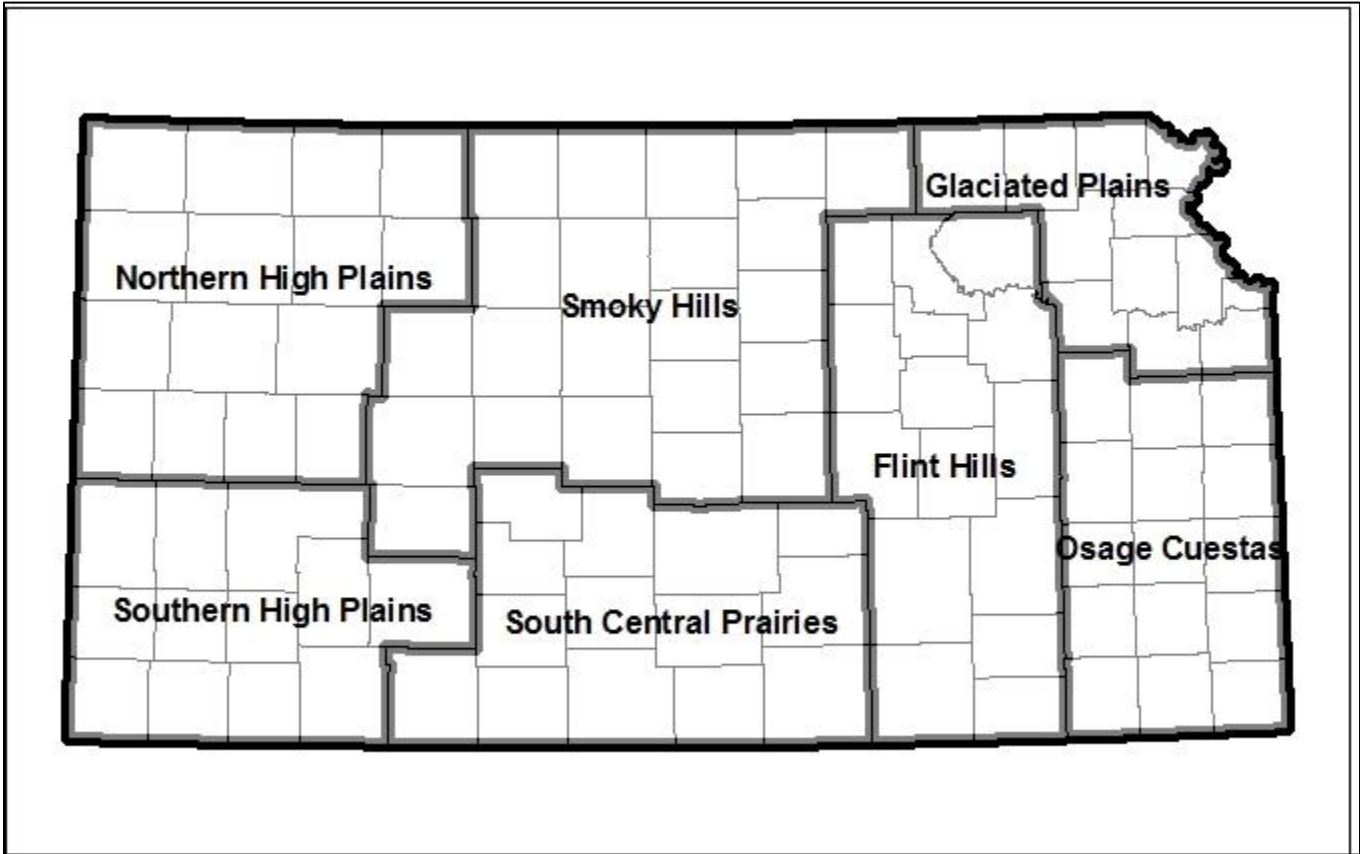 Glaciated Plains
Northern High Plains
Smoky Hills
Flint Hills
Osage Cuestas
Southern High Plains
South Central Prairies